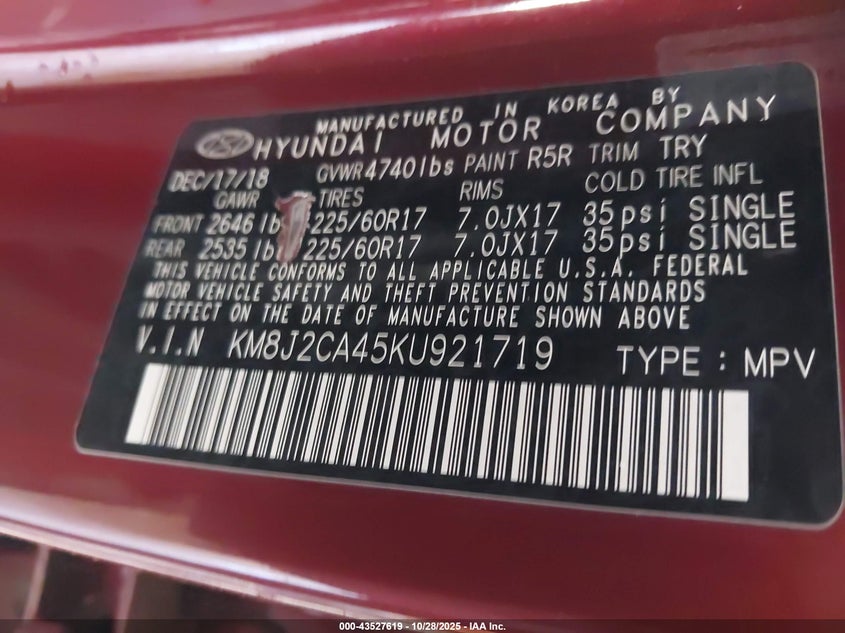 MANUFACTURED IN KOREA BY
HYUNDAI MOTOR COMPANY
DEC/17/18 GVWR 4740lbs PAINT R5R TRIM TRY
GAWR TIRES RIMS COLD TIRE INFL
FRONT 2646 lb 225/60R17 7.0JX17 35psi SINGLE
REAR 2535 lb 225/60R17 7.0JX17 35psi SINGLE
THIS VEHICLE CONFORMS TO ALL APPLICABLE U.S.A. FEDERAL
MOTOR VEHICLE SAFETY AND THEFT PREVENTION STANDARDS
IN EFFECT ON THE DATE OF MANUFACTURE SHOWN ABOVE
V.I.N KM8J2CA45KU921719 TYPE: MPV
000-43527619 - 10/28/2025 - IAA Inc.